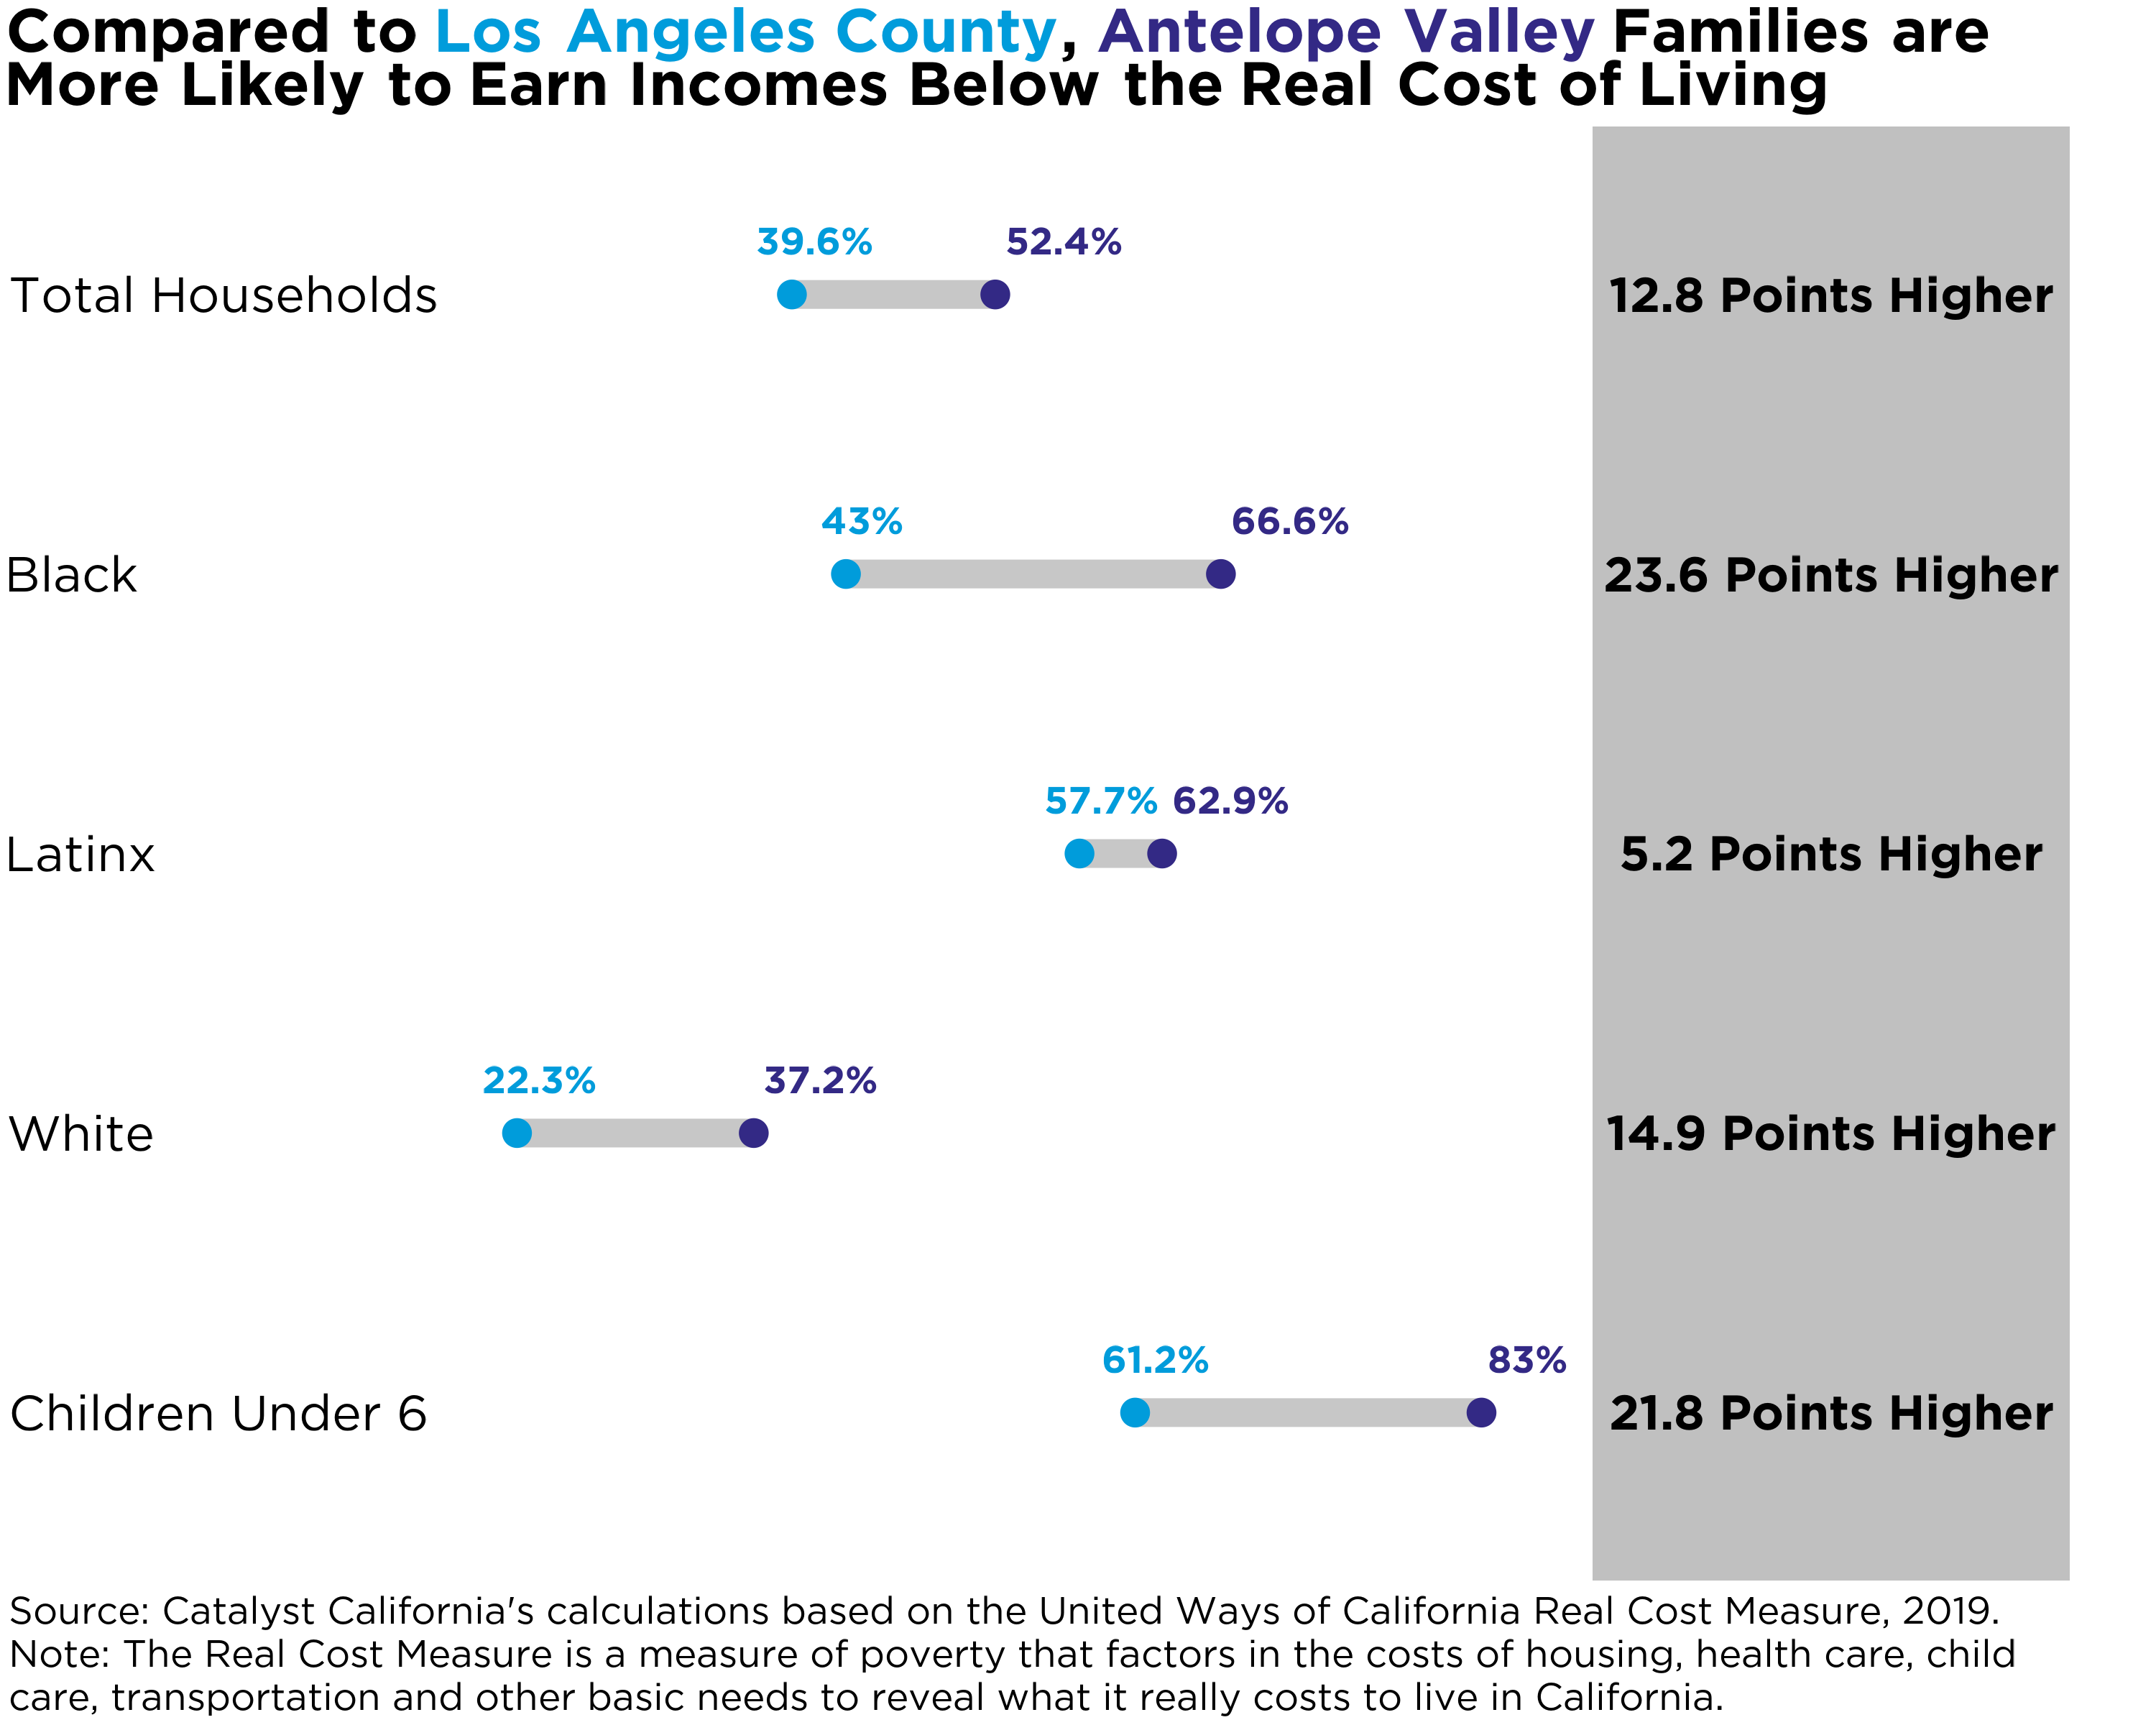 Compared to Los Angeles County, Antelope Valley Families are
More Likely to Earn Incomes Below the Real Cost of Living
39.6% 52.4%
Total Households 12.8 Points Higher
43% 66.6%
Black 23.6 Points Higher
57.7% 62.9%
Latinx 5.2 Points Higher
22.3% 37.2%
White 14.9 Points Higher
61.2% 83%
Children Under 6 21.8 Points Higher
Source: Catalyst California's calculations based on the United Ways of California Real Cost Measure, 2019.
Note: The Real Cost Measure is a measure of poverty that factors in the costs of housing, health care, child
care, transportation and other basic needs to reveal what it really costs to live in California.